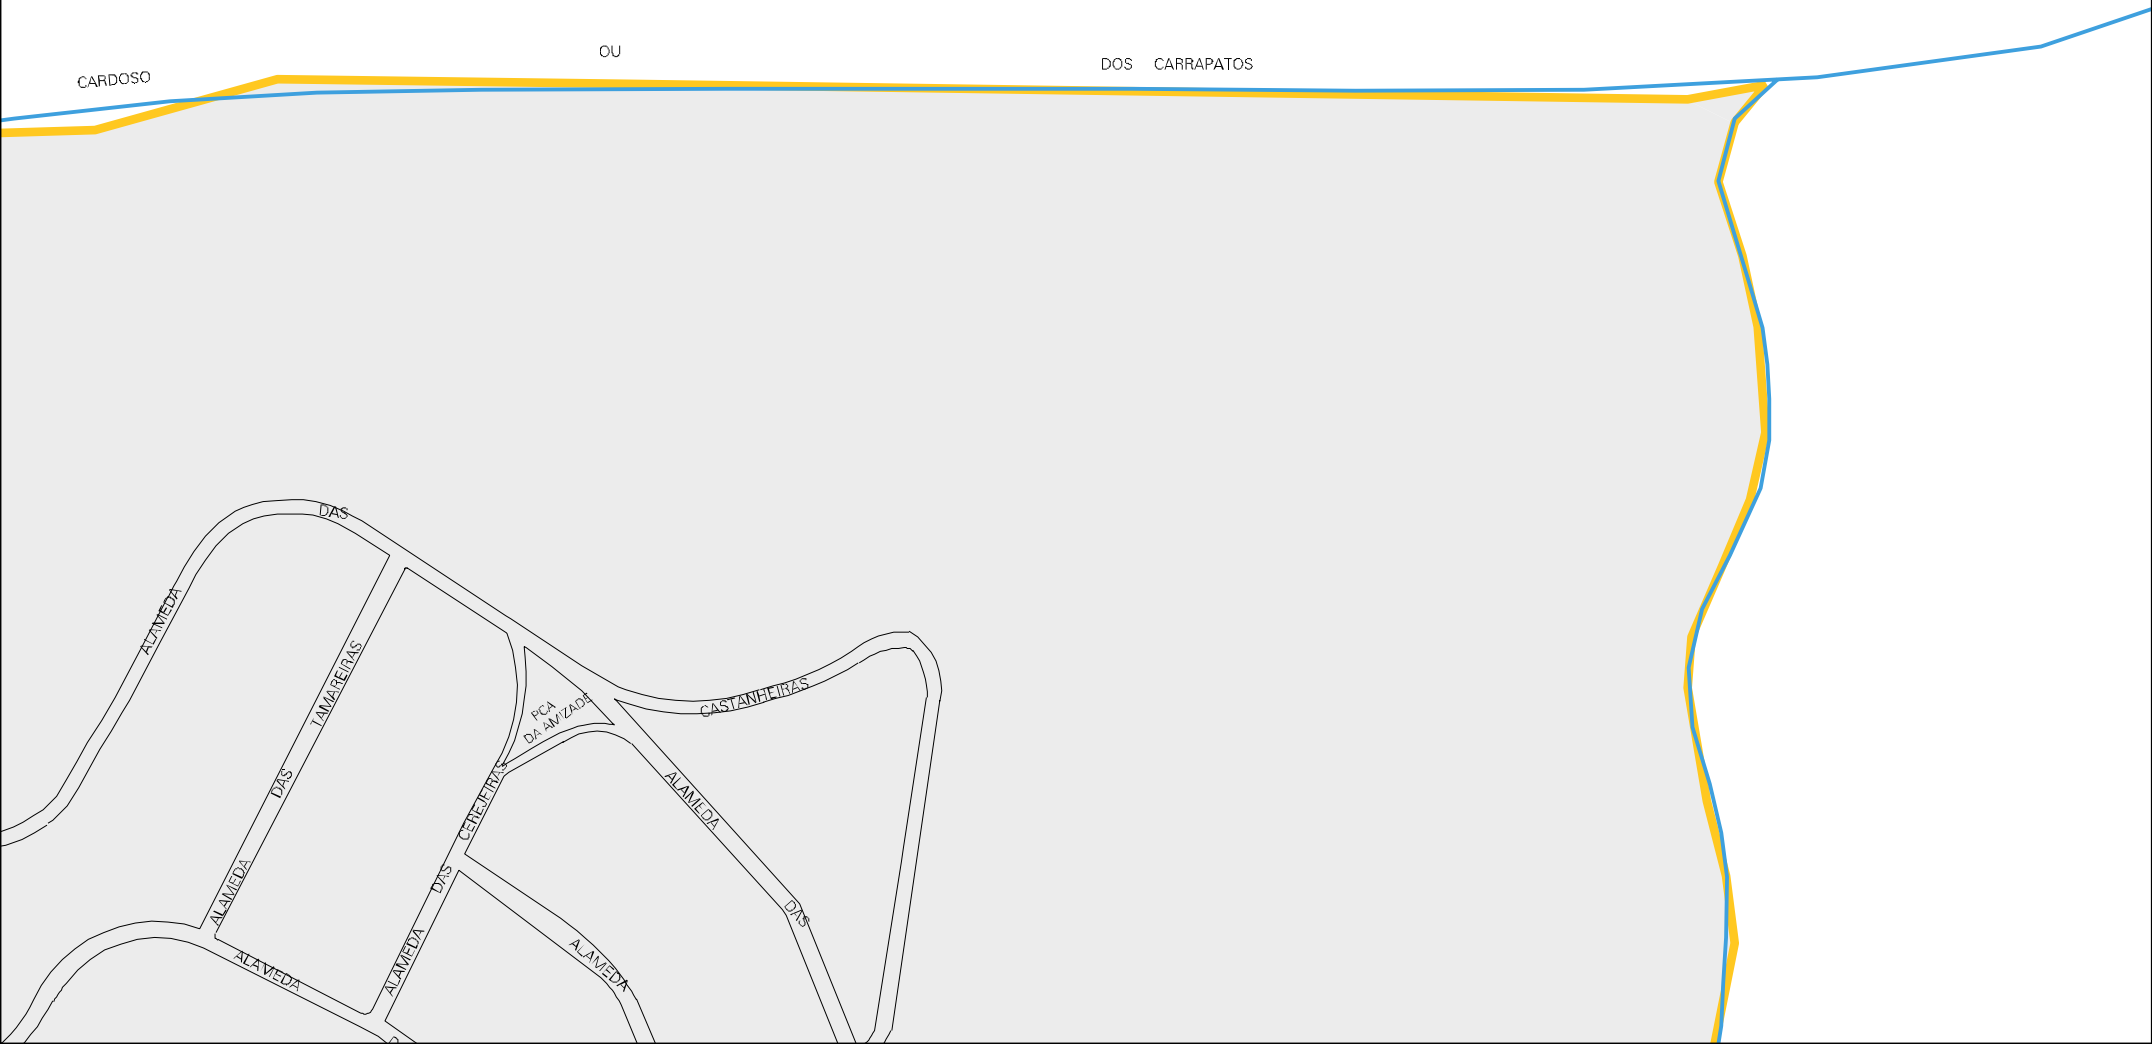 CARDOSO
OU
DOS CARRAPATOS
DAS
ALAMEDA
TAMAREIRAS
DAS
ALAMEDA
CASTANHEIRAS
PCA
DA AMIZADE
CEREJEIRAS
DAS
ALAMEDA
ALAMEDA
DAS
ALAMEDA
ALAMEDA